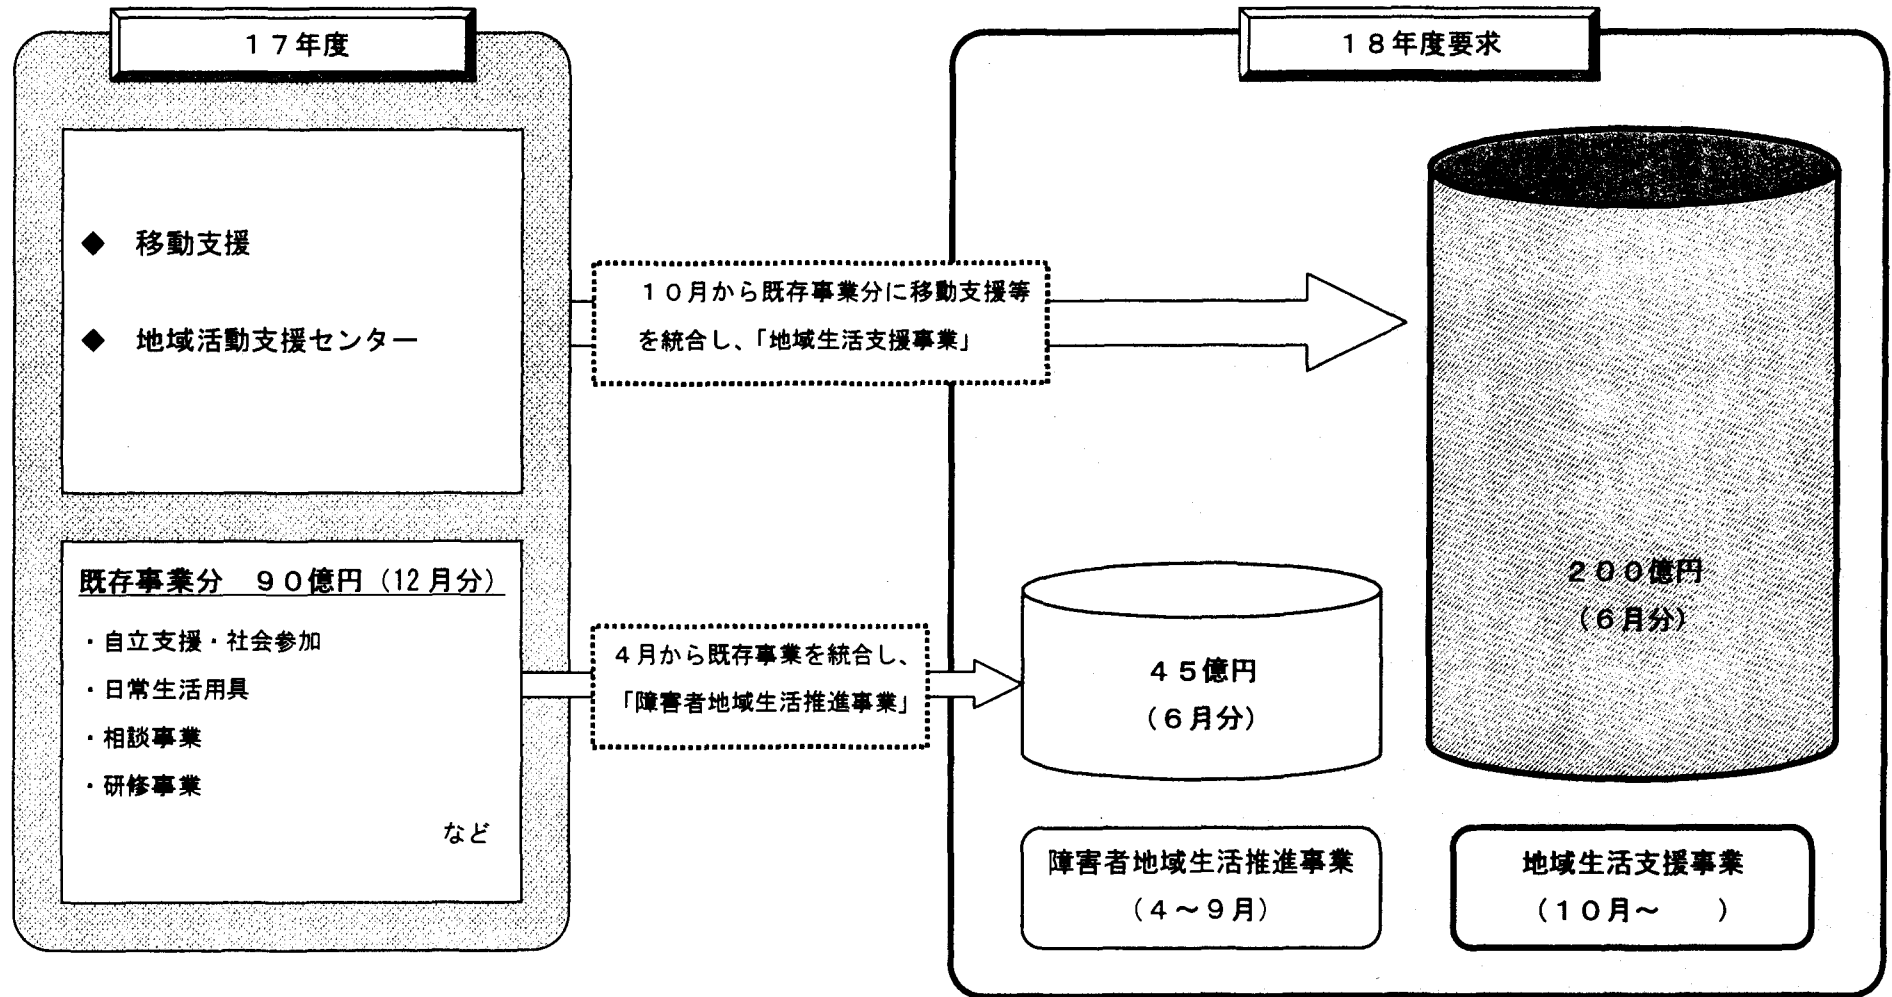 １７年度
◆　移動支援
◆　地域活動支援センター
既存事業分　９０億円（12月分）
・自立支援・社会参加
・日常生活用具
・相談事業
・研修事業
など
１０月から既存事業分に移動支援等
を統合し、「地域生活支援事業」
４月から既存事業を統合し、
「障害者地域生活推進事業」
１８年度要求
４５億円
（６月分）
２００億円
（６月分）
障害者地域生活推進事業
（４～９月）
地域生活支援事業
（１０月～　　）